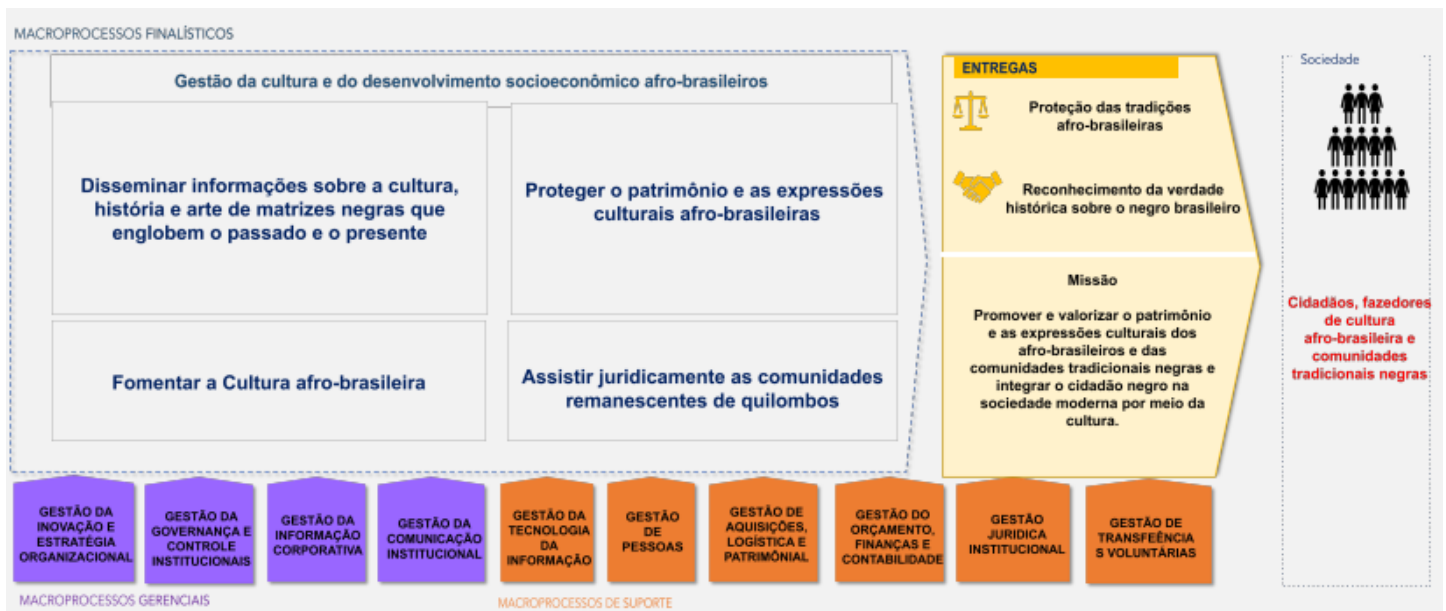 MACROPROCESSOS FINALÍSTICOS
Gestão da cultura e do desenvolvimento socioeconômico afro-brasileiros
Disseminar informações sobre a cultura,
história e arte de matrizes negras que
englobem o passado e o presente
Proteger o patrimônio e as expressões
culturais afro-brasileiras
Fomentar a Cultura afro-brasileira
Assistir juridicamente as comunidades
remanescentes de quilombos
ENTREGAS
Proteção das tradições
afro-brasileiras
Reconhecimento da verdade
histórica sobre o negro brasileiro
Missão
Promover e valorizar o patrimônio
e as expressões culturais dos
afro-brasileiros e das
comunidades tradicionais negras e
integrar o cidadão negro na
sociedade moderna por meio da
cultura.
Sociedade
Cidadãos, fazedores
de cultura
afro-brasileira e
comunidades
tradicionais negras
GESTÃO DA
INOVAÇÃO E
ESTRATÉGIA
ORGANIZACIONAL
GESTÃO DA
GOVERNANÇA E
CONTROLE
INSTITUCIONAIS
GESTÃO DA
INFORMAÇÃO
CORPORATIVA
GESTÃO DA
COMUNICAÇÃO
INSTITUCIONAL
GESTÃO DA
TECNOLOGIA
DA
INFORMAÇÃO
GESTÃO
DE
PESSOAS
GESTÃO DE
AQUISIÇÕES,
LOGÍSTICA E
PATRIMÔNIAL
GESTÃO DO
ORÇAMENTO,
FINANÇAS E
CONTABILIDADE
GESTÃO
JURIDICA
INSTITUCIONAL
GESTÃO DE
TRANSFEÊNCIA
S VOLUNTÁRIAS
MACROPROCESSOS GERENCIAIS
MACROPROCESSOS DE SUPORTE